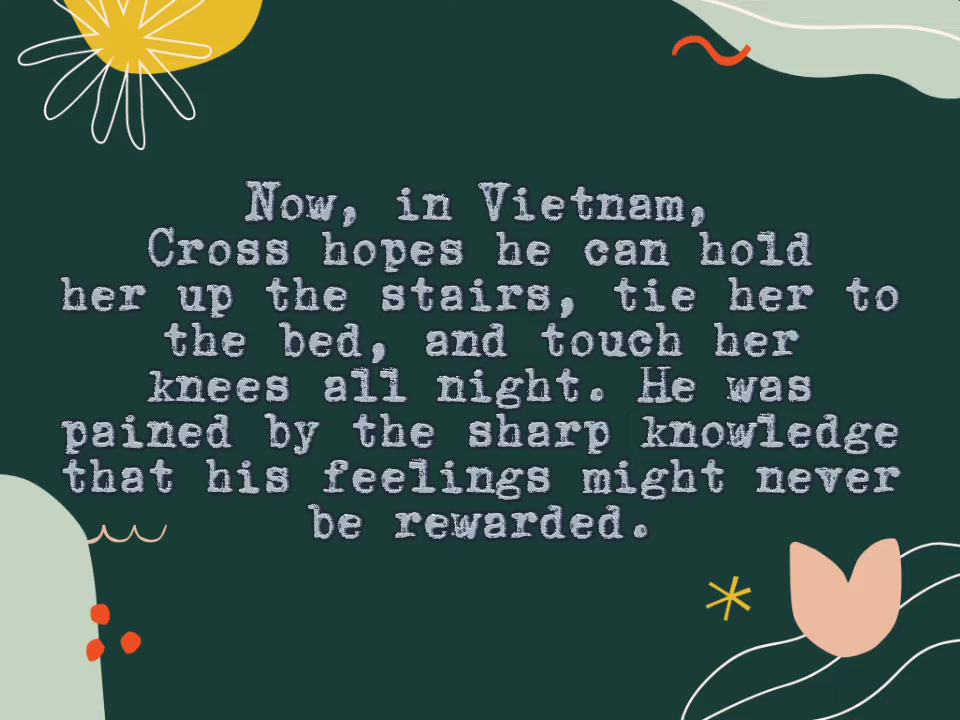 Now, in Vietnam,
Cross hopes he can hold
her up the stairs, tie her to
the bed, and touch her
knees all night. He was
pained by the sharp knowledge
that his feelings might never
be rewarded.